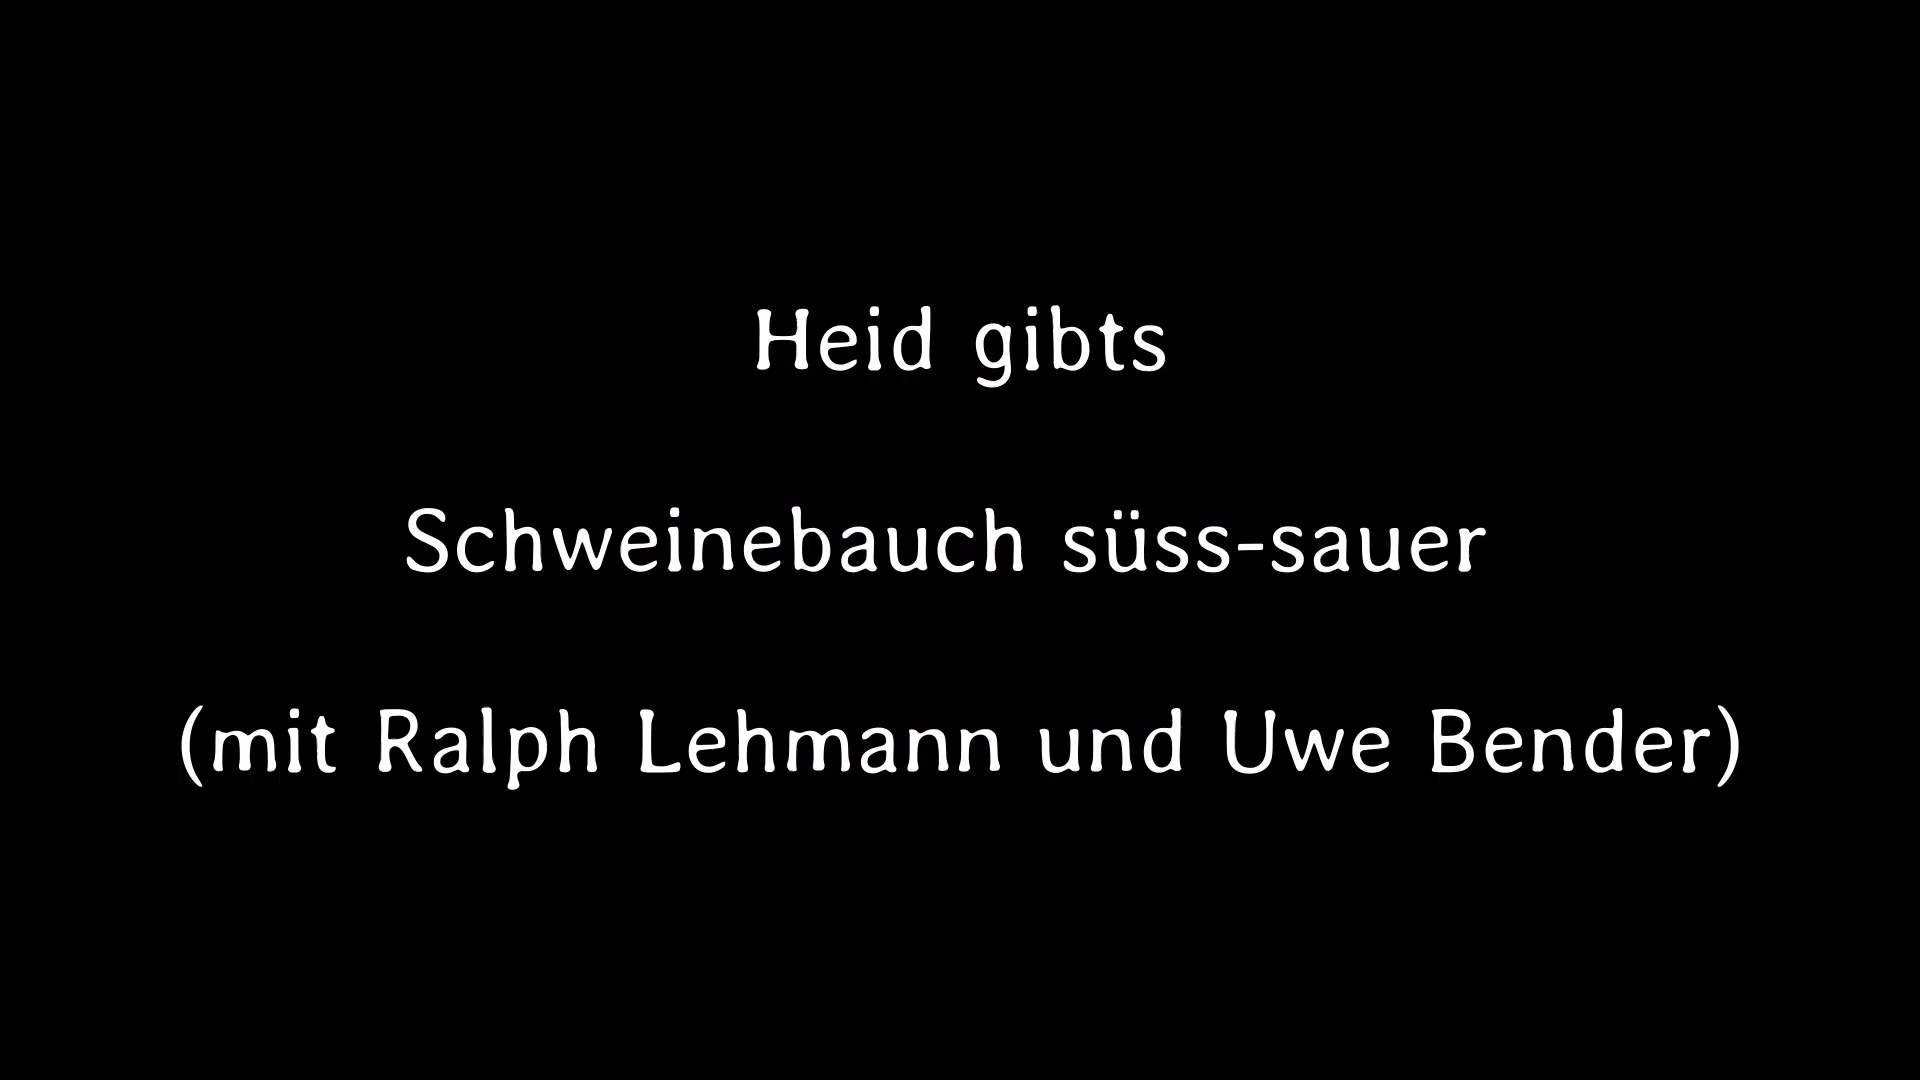 Heid gibts
Schweinebauch süss-sauer
(mit Ralph Lehmann und Uwe Bender)